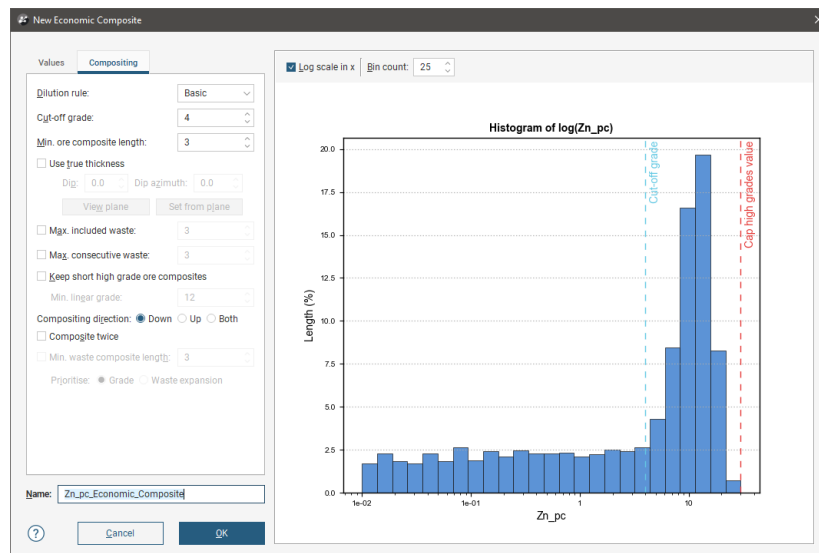 New Economic Composite
Values Compositing
Dilution rule: Basic
Cut-off grade: 4
Min. ore composite length: 3
Use true thickness
Dip: 0.0 Dip azimuth: 0.0
View plane Set from plane
Max. included waste: 3
Max. consecutive waste: 3
Keep short high grade ore composites
Min. linear grade: 12
Compositing direction: Down Up Both
Composite twice
Min. waste composite length: 3
Prioritise: Grade Waste expansion
Name: Zn_pc_Economic_Composite
? Cancel OK
Log scale in x Bin count: 25
Histogram of log(Zn_pc)
Length (%)
20.0
17.5
15.0
12.5
10.0
7.5
5.0
2.5
0.0
Cut-off grade
Cap high grades value
1e-02 1e-01 1 10
Zn_pc